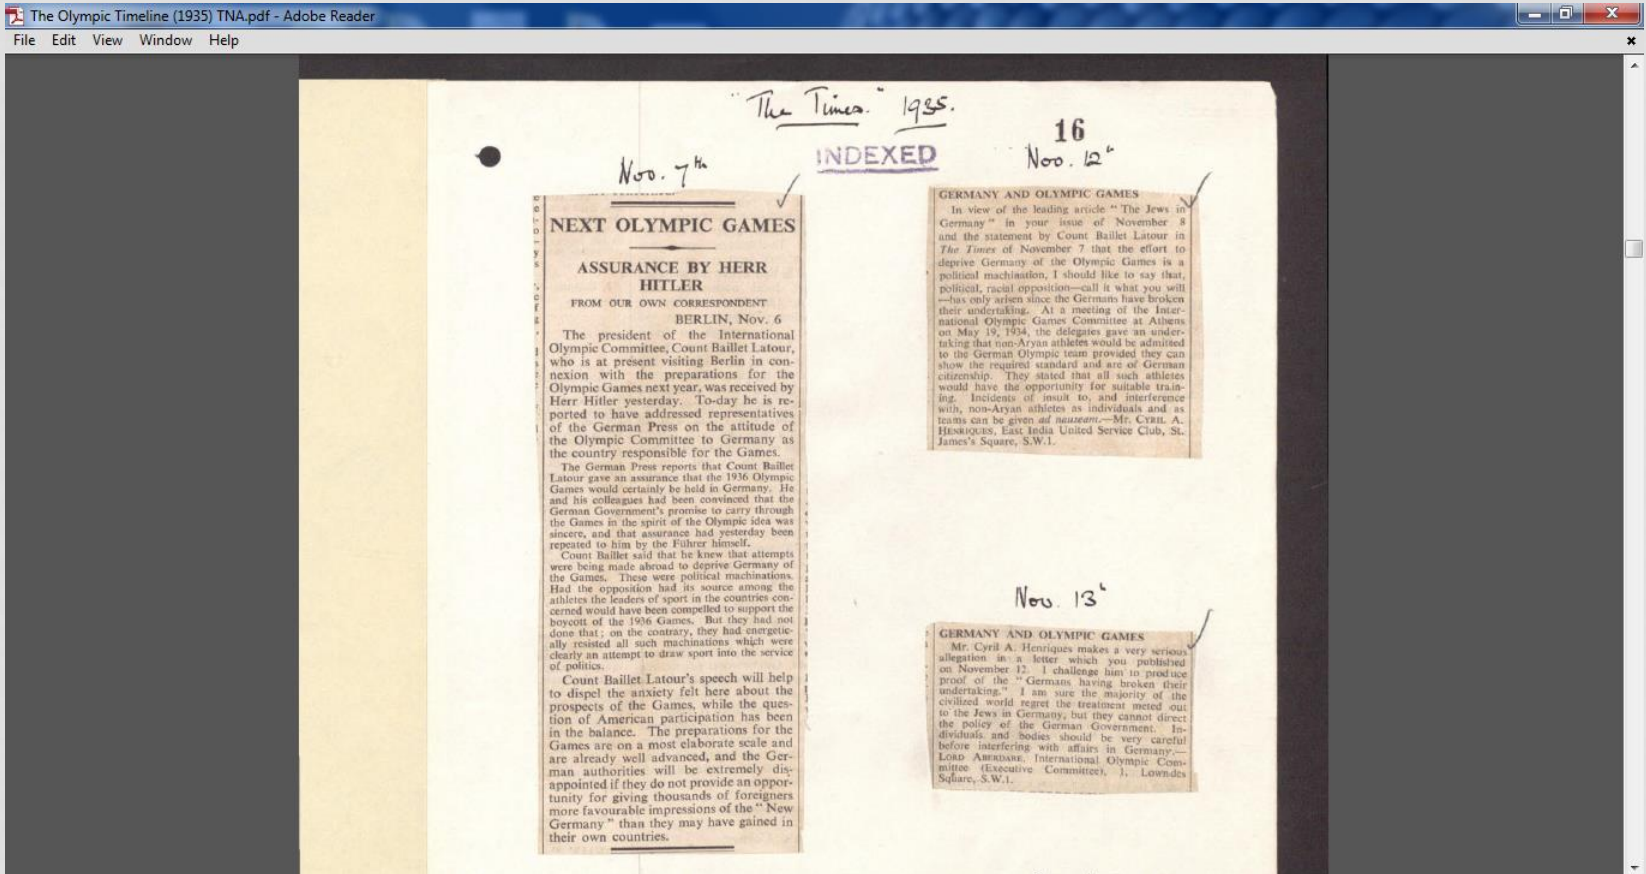 The Olympic Timeline (1935) TNA.pdf - Adobe Reader
File Edit View Window Help
"The Times." 1935.
16
INDEXED
Nov. 7th
NEXT OLYMPIC GAMES
ASSURANCE BY HERR
HITLER
FROM OUR OWN CORRESPONDENT
BERLIN, Nov. 6
The president of the International
Olympic Committee, Count Baillet Latour,
who is at present visiting Berlin in con-
nexion with the preparations for the
Olympic Games next year, was received by
Herr Hitler yesterday. To-day he is re-
ported to have addressed representatives
of the German Press on the attitude of
the Olympic Committee to Germany as
the country responsible for the Games.
The German Press reports that Count Baillet
Latour gave an assurance that the 1936 Olympic
Games would certainly be held in Germany. He
and his colleagues had been convinced that the
German Government's promise to carry through
the Games in the spirit of the Olympic idea was
sincere, and that assurance had yesterday been
repeated to him by the Führer himself.
Count Baillet said that he knew that attempts
were being made abroad to deprive Germany of
the Games. These were political machinations.
Had the opposition had its source among the
athletes the leaders of sport in the countries con-
cerned would have been compelled to support the
boycott of the 1936 Games. But they had not
done that; on the contrary, they had energetic-
ally resisted all such machinations which were
clearly an attempt to draw sport into the service
of politics.
Count Baillet Latour's speech will help
to dispel the anxiety felt here about the
prospects of the Games, while the ques-
tion of American participation has been
in the balance. The preparations for the
Games are on a most elaborate scale and
are already well advanced, and the Ger-
man authorities will be extremely dis-
appointed if they do not provide an oppor-
tunity for giving thousands of foreigners
more favourable impressions of the "New
Germany" than they may have gained in
their own countries.
Nov. 12th
GERMANY AND OLYMPIC GAMES
In view of the leading article "The Jews in
Germany" in your issue of November 8
and the statement by Count Baillet Latour in
The Times of November 7 that the effort to
deprive Germany of the Olympic Games is a
political machination, I should like to say that,
political, racial opposition—call it what you will
—has only arisen since the Germans have broken
their undertaking. At a meeting of the Inter-
national Olympic Games Committee at Athens
on May 19, 1934, the delegates gave an under-
taking that non-Aryan athletes would be admitted
to the German Olympic team provided they can
show the required standard and are of German
citizenship. They stated that all such athletes
would have the opportunity for suitable train-
ing. Incidents of insult to, and interference
with, non-Aryan athletes as individuals and as
teams can be given ad nauseam.—Mr. CYRIL A.
HENRIQUES, East India United Service Club, St.
James's Square, S.W.1.
Nov. 13th
GERMANY AND OLYMPIC GAMES
Mr. Cyril A. Henriques makes a very serious
allegation in a letter which you published
on November 12. I challenge him to produce
proof of the "Germans having broken their
undertaking." I am sure the majority of the
civilized world regret the treatment meted out
to the Jews in Germany, but they cannot direct
the policy of the German Government. In-
dividuals and bodies should be very careful
before interfering with affairs in Germany.—
LORD ABERDARE, International Olympic Com-
mittee (Executive Committee), 1, Lowndes
Square, S.W.1.